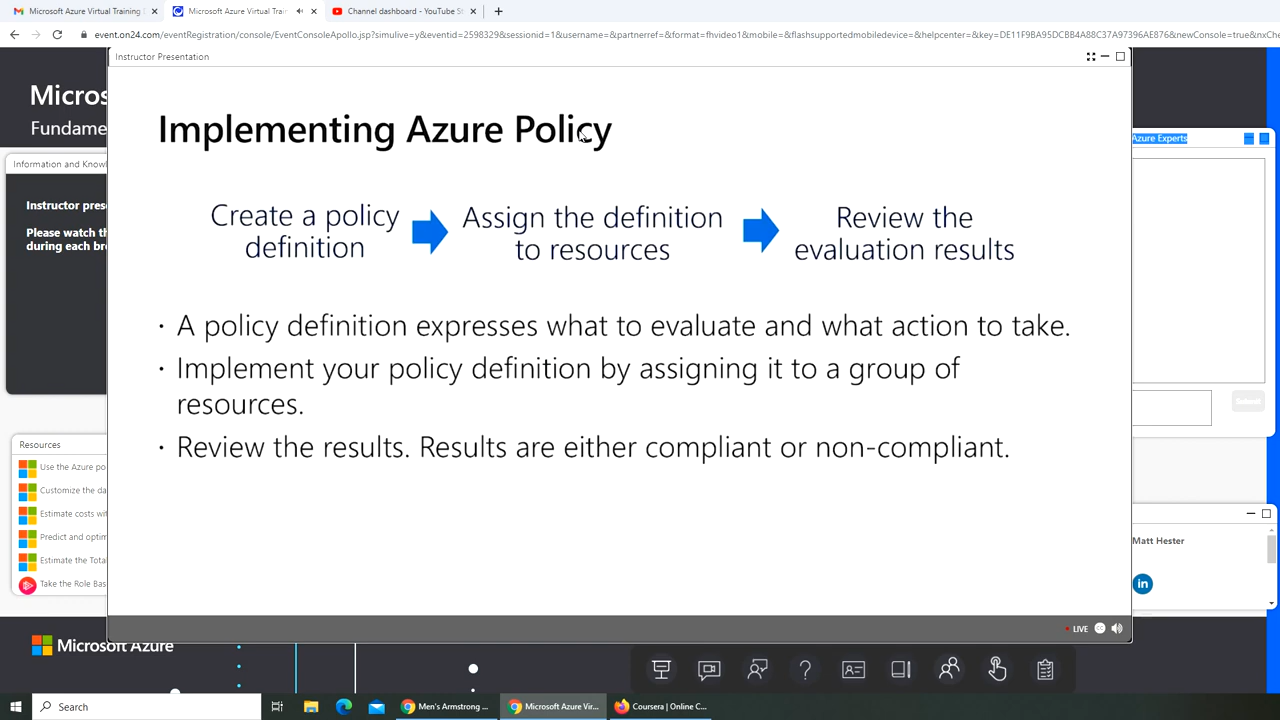 Microsoft Azure Virtual Training
Microsoft Azure Virtual Train
Channel dashboard - YouTube St
event.on24.com/eventRegistration/console/EventConsoleApollo.jsp?simulive=y&eventid=2598329&sessionid=1&username=&partnerref=&format=fhvideo1&mobile=&flashsupportedmobiledevice=&helpcenter=&key=DE11F9BA95DCBB4A88C37A97396AE876&newConsole=true&nxChe
Instructor Presentation
Micros
Fundame
Information and Knowl
Instructor prese
Please watch th
during each bre
Azure Experts
Submit
Implementing Azure Policy
Create a policy
definition
Assign the definition
to resources
Review the
evaluation results
· A policy definition expresses what to evaluate and what action to take.
· Implement your policy definition by assigning it to a group of
resources.
· Review the results. Results are either compliant or non-compliant.
Resources
Use the Azure po
Customize the da
Estimate costs wi
Predict and optim
Estimate the Tota
Take the Role Bas
Matt Hester
in
LIVE
CC
Microsoft Azure
Search
Men's Armstrong ...
Microsoft Azure Vir...
Coursera | Online C...